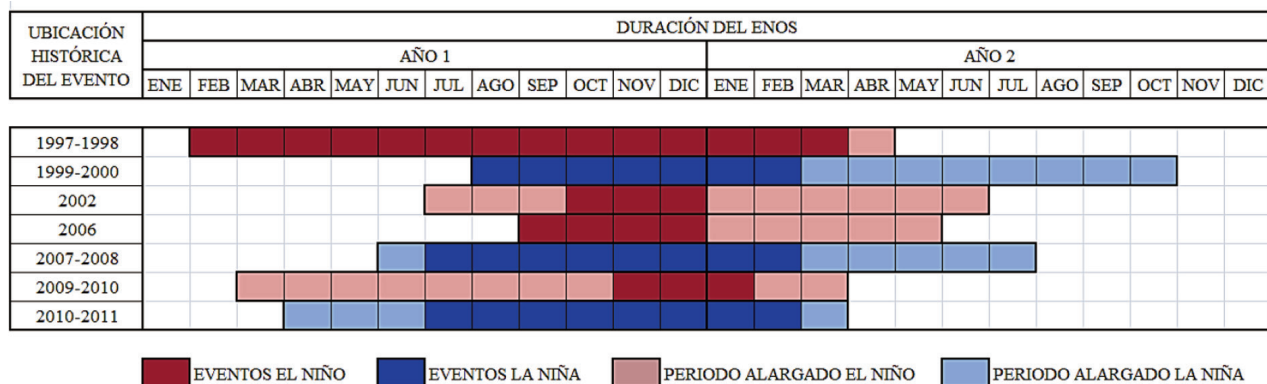 UBICACIÓN
HISTÓRICA
DEL EVENTO
DURACIÓN DEL ENOS
AÑO 1 AÑO 2
ENE FEB MAR ABR MAY JUN JUL AGO SEP OCT NOV DIC ENE FEB MAR ABR MAY JUN JUL AGO SEP OCT NOV DIC
1997-1998
1999-2000
2002
2006
2007-2008
2009-2010
2010-2011
EVENTOS EL NIÑO EVENTOS LA NIÑA PERIODO ALARGADO EL NIÑO PERIODO ALARGADO LA NIÑA